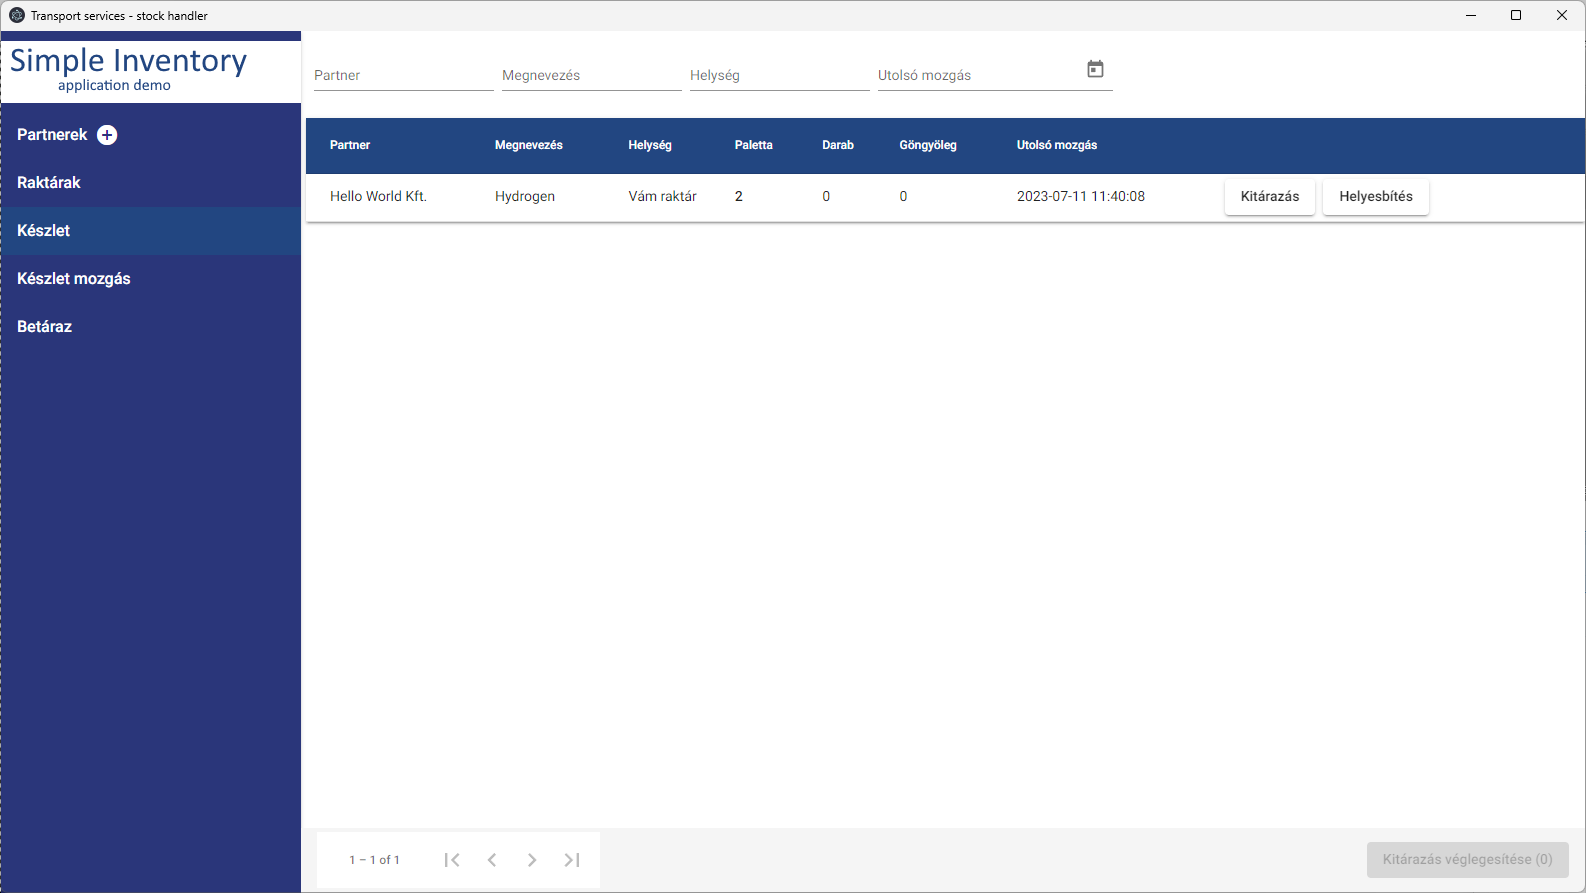 Transport services - stock handler
Simple Inventory
application demo
Partnerek
Raktárak
Készlet
Készlet mozgás
Betáraz
Partner Megnevezés Helység Utolsó mozgás
Partner Megnevezés Helység Paletta Darab Göngyöleg Utolsó mozgás
Hello World Kft. Hydrogen Vám raktár 2 0 0 2023-07-11 11:40:08 Kitárazás Helyesbítés
1 – 1 of 1
Kitárazás véglegesítése (0)